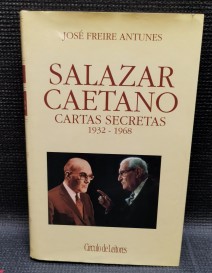 JOSÉ FREIRE ANTUNES
SALAZAR
CAETANO
CARTAS SECRETAS
1932 - 1968
Círculo de Leitores